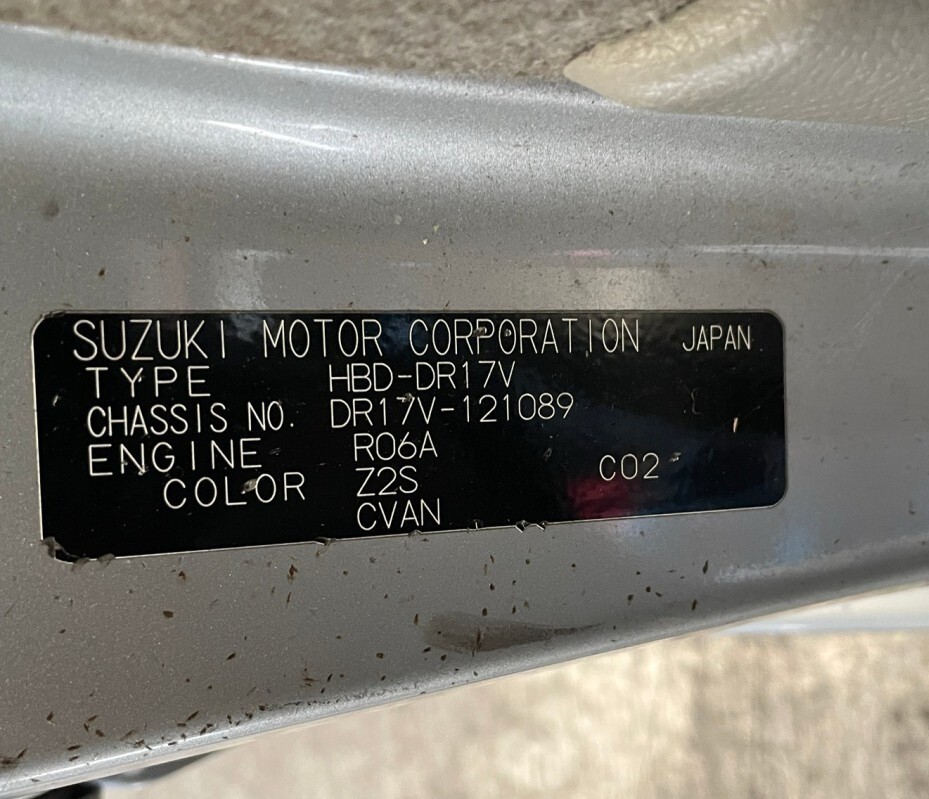 SUZUKI MOTOR CORPORATION JAPAN
TYPE HBD-DR17V
CHASSIS NO. DR17V-121089
ENGINE R06A
COLOR Z2S C02
CVAN